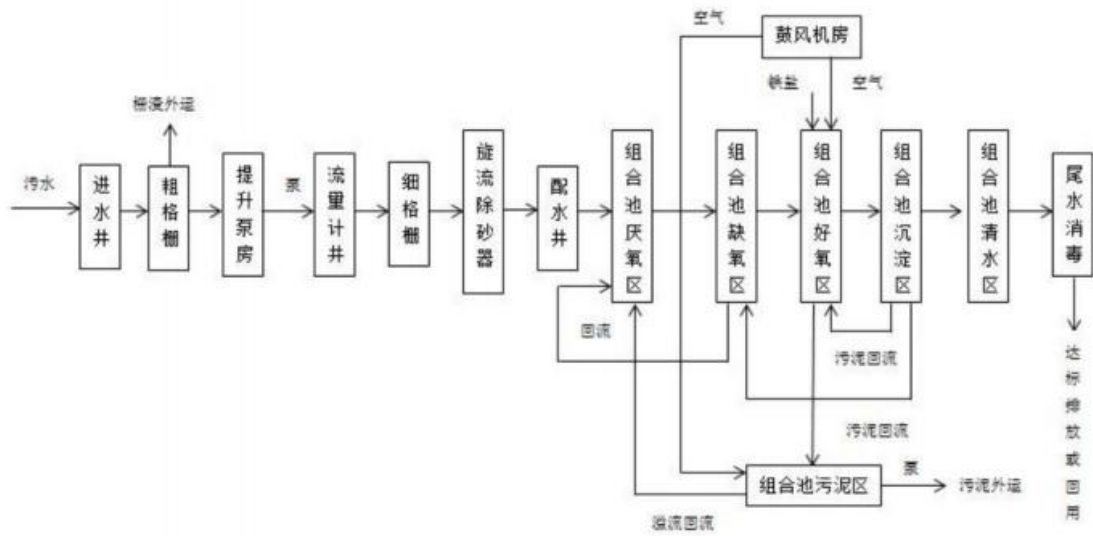 空气
鼓风机房
铁盐
空气
栅渣外运
污水
进水井
粗格栅
提升泵房
泵
流量计井
细格栅
旋流除砂器
配水井
组合池厌氧区
组合池缺氧区
组合池好氧区
组合池沉淀区
组合池清水区
尾水消毒
回流
污泥回流
污泥回流
达标排放或回用
组合池污泥区
泵
污泥外运
溢流回流